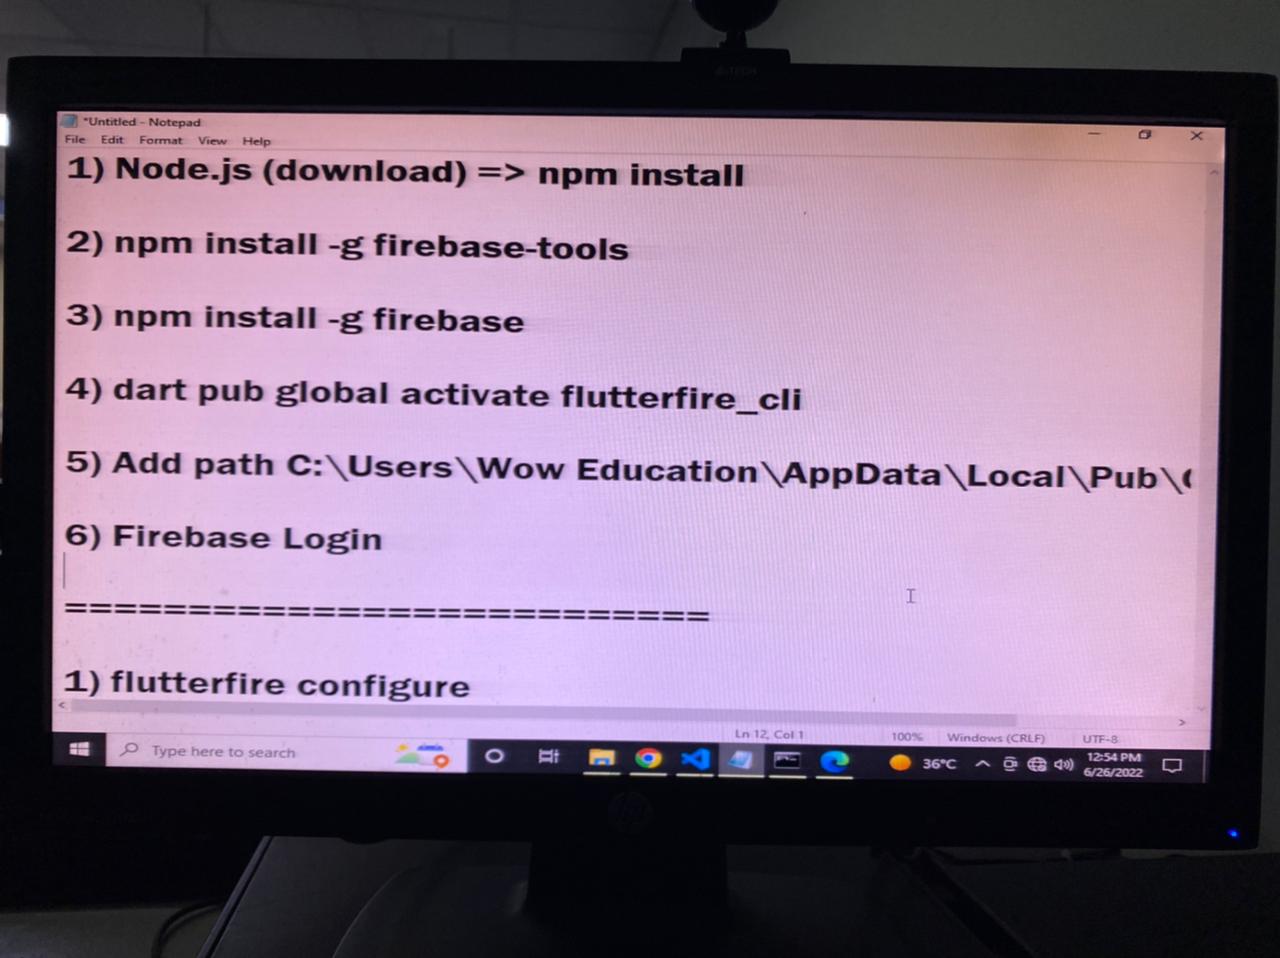 A4TECH
*Untitled - Notepad
File Edit Format View Help
1) Node.js (download) => npm install
2) npm install -g firebase-tools
3) npm install -g firebase
4) dart pub global activate flutterfire_cli
5) Add path C:\Users\Wow Education\AppData\Local\Pub\
6) Firebase Login
==========================
1) flutterfire configure
Ln 12, Col 1 100% Windows (CRLF) UTF-8
Type here to search
36°C
12:54 PM
6/26/2022
hp